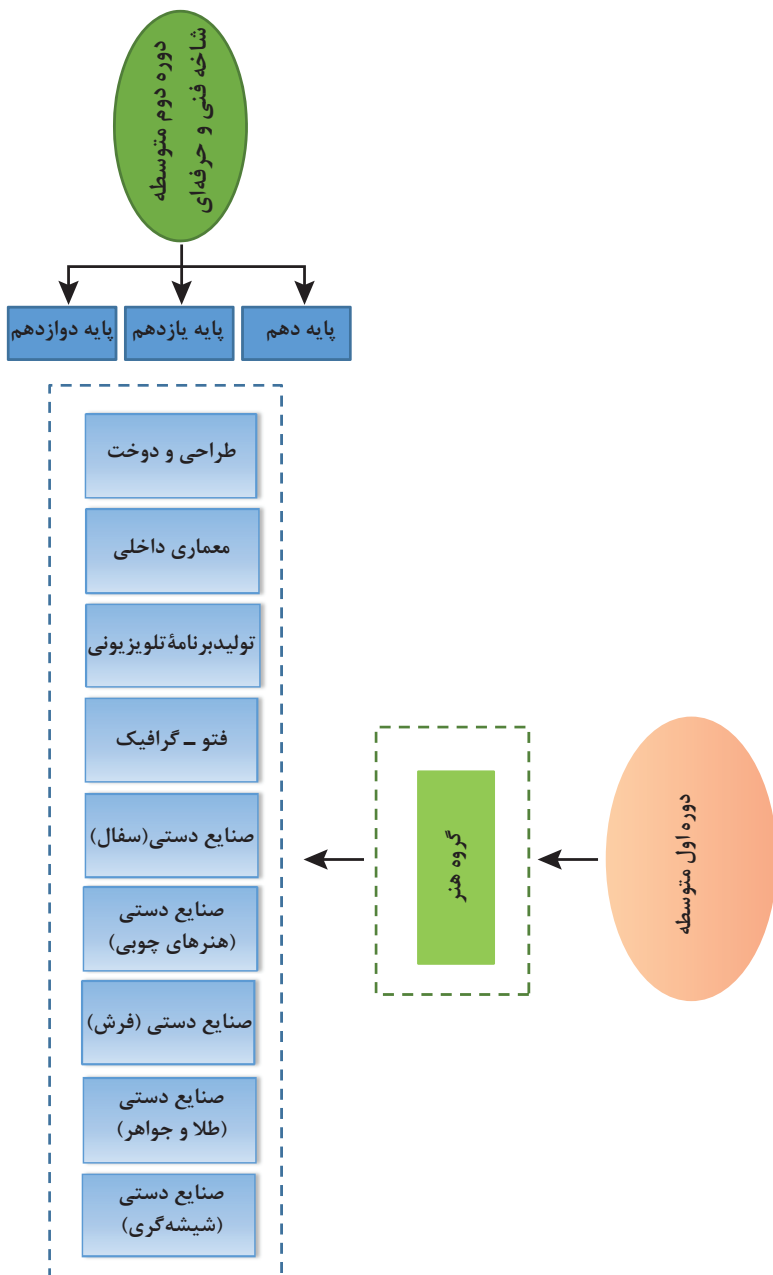 دوره دوم متوسطه
شاخه فنی و حرفه‌ای
پایه دهم
پایه یازدهم
پایه دوازدهم
دوره اول متوسطه
گروه هنر
طراحی و دوخت
معماری داخلی
تولیدبرنامهٔ تلویزیونی
فتو ـ گرافیک
صنایع دستی(سفال)
صنایع دستی
(هنرهای چوبی)
صنایع دستی (فرش)
صنایع دستی
(طلا و جواهر)
صنایع دستی
(شیشه‌گری)